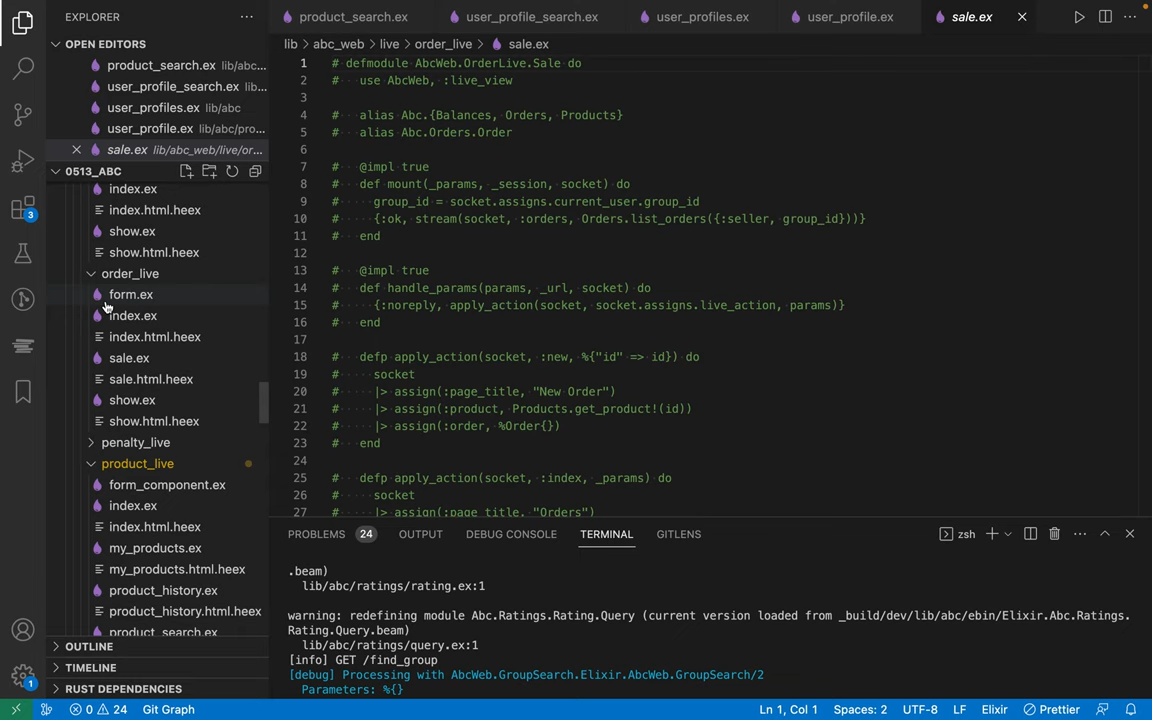 EXPLORER
OPEN EDITORS
product_search.ex lib/abc...
user_profile_search.ex lib...
user_profiles.ex lib/abc
user_profile.ex lib/abc/pro...
sale.ex lib/abc_web/live/or...
0513_ABC
index.ex
index.html.heex
show.ex
show.html.heex
order_live
form.ex
index.ex
index.html.heex
sale.ex
sale.html.heex
show.ex
show.html.heex
penalty_live
product_live
form_component.ex
index.ex
index.html.heex
my_products.ex
my_products.html.heex
product_history.ex
product_history.html.heex
product_search.ex
OUTLINE
TIMELINE
RUST DEPENDENCIES
3
1
product_search.ex user_profile_search.ex user_profiles.ex user_profile.ex sale.ex
lib > abc_web > live > order_live > sale.ex
1 # defmodule AbcWeb.OrderLive.Sale do
2 #   use AbcWeb, :live_view
3
4 #   alias Abc.{Balances, Orders, Products}
5 #   alias Abc.Orders.Order
6
7 #   @impl true
8 #   def mount(_params, _session, socket) do
9 #     group_id = socket.assigns.current_user.group_id
10 #     {:ok, stream(socket, :orders, Orders.list_orders({:seller, group_id}))}
11 #   end
12
13 #   @impl true
14 #   def handle_params(params, _url, socket) do
15 #     {:noreply, apply_action(socket, socket.assigns.live_action, params)}
16 #   end
17
18 #   defp apply_action(socket, :new, %{"id" => id}) do
19 #     socket
20 #     |> assign(:page_title, "New Order")
21 #     |> assign(:product, Products.get_product!(id))
22 #     |> assign(:order, %Order{})
23 #   end
24
25 #   defp apply_action(socket, :index, _params) do
26 #     socket
27 #     |> assign(:page_title, "Orders")
PROBLEMS 24 OUTPUT DEBUG CONSOLE TERMINAL GITLENS zsh
.beam)
lib/abc/ratings/rating.ex:1
warning: redefining module Abc.Ratings.Rating.Query (current version loaded from _build/dev/lib/abc/ebin/Elixir.Abc.Ratings.
Rating.Query.beam)
lib/abc/ratings/query.ex:1
[info] GET /find_group
[debug] Processing with AbcWeb.GroupSearch.Elixir.AbcWeb.GroupSearch/2
Parameters: %{}
0 24 Git Graph Ln 1, Col 1 Spaces: 2 UTF-8 LF Elixir Prettier